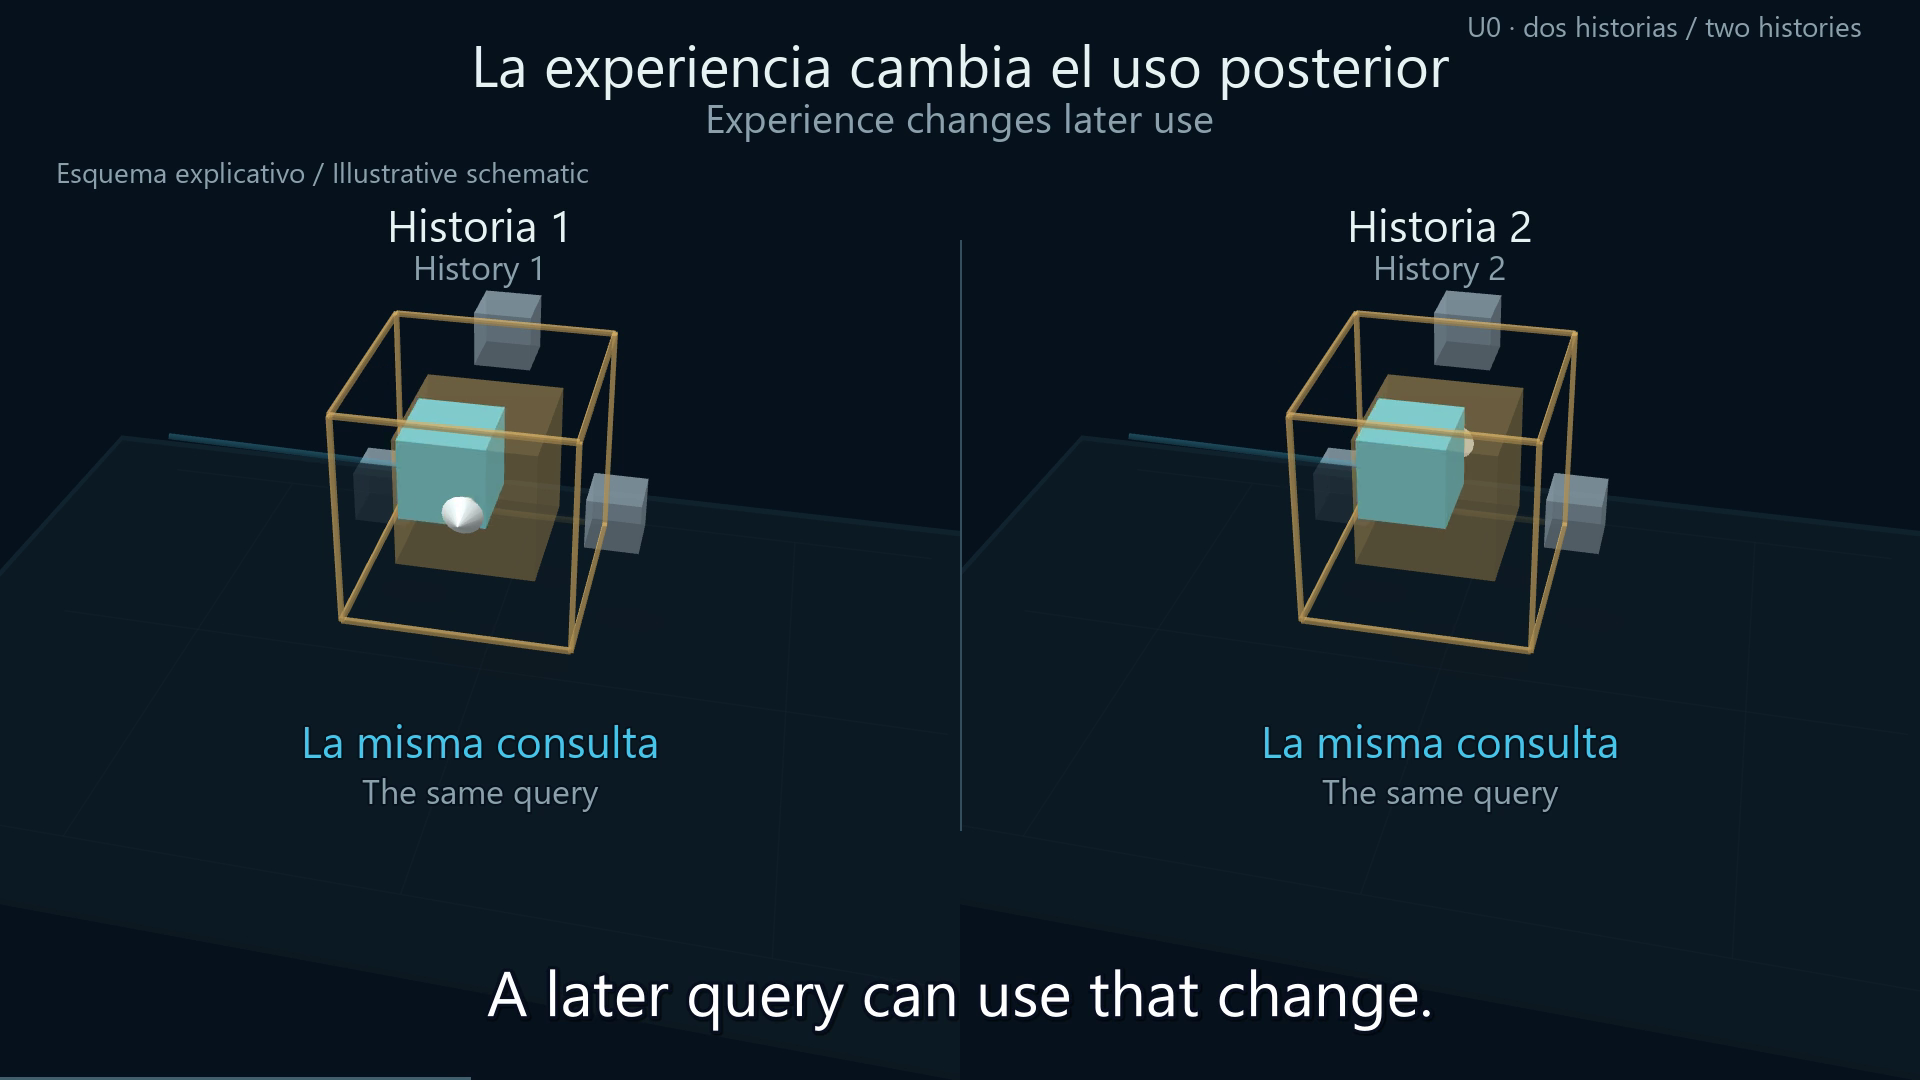 U0 · dos historias / two histories
La experiencia cambia el uso posterior
Experience changes later use
Esquema explicativo / Illustrative schematic
Historia 1
History 1
Historia 2
History 2
La misma consulta
The same query
La misma consulta
The same query
A later query can use that change.